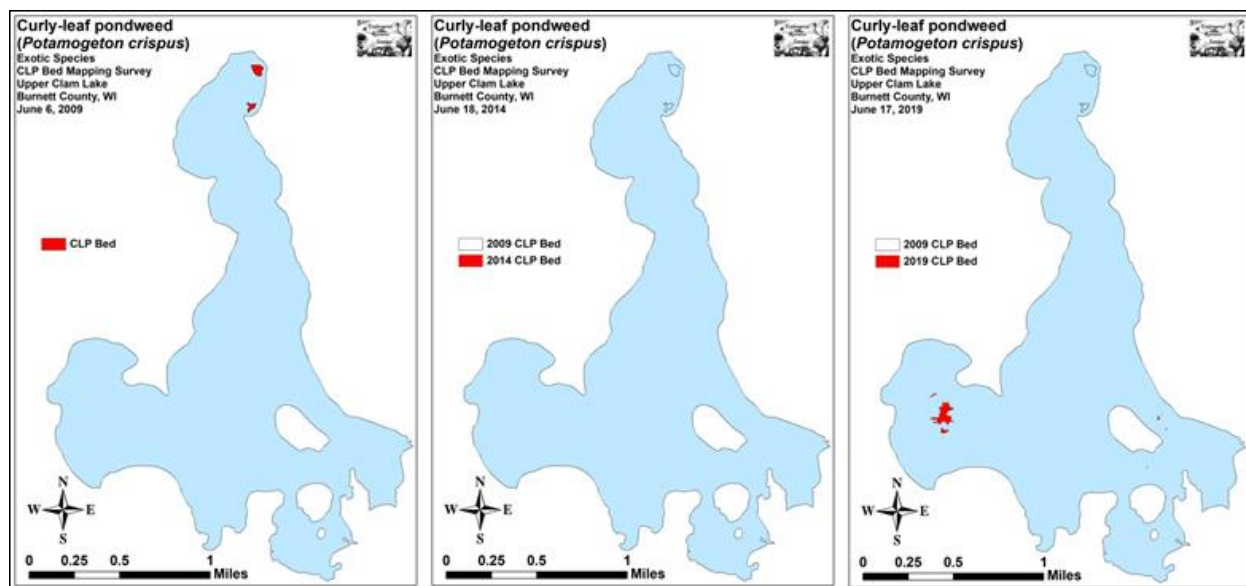 Curly-leaf pondweed
(Potamogeton crispus)
Exotic Species
CLP Bed Mapping Survey
Upper Clam Lake
Burnett County, WI
June 6, 2009
CLP Bed
N
W E
S
0 0.25 0.5 1
Miles
Curly-leaf pondweed
(Potamogeton crispus)
Exotic Species
CLP Bed Mapping Survey
Upper Clam Lake
Burnett County, WI
June 18, 2014
2009 CLP Bed
2014 CLP Bed
N
W E
S
0 0.25 0.5 1
Miles
Curly-leaf pondweed
(Potamogeton crispus)
Exotic Species
CLP Bed Mapping Survey
Upper Clam Lake
Burnett County, WI
June 17, 2019
2009 CLP Bed
2019 CLP Bed
N
W E
S
0 0.25 0.5 1
Miles